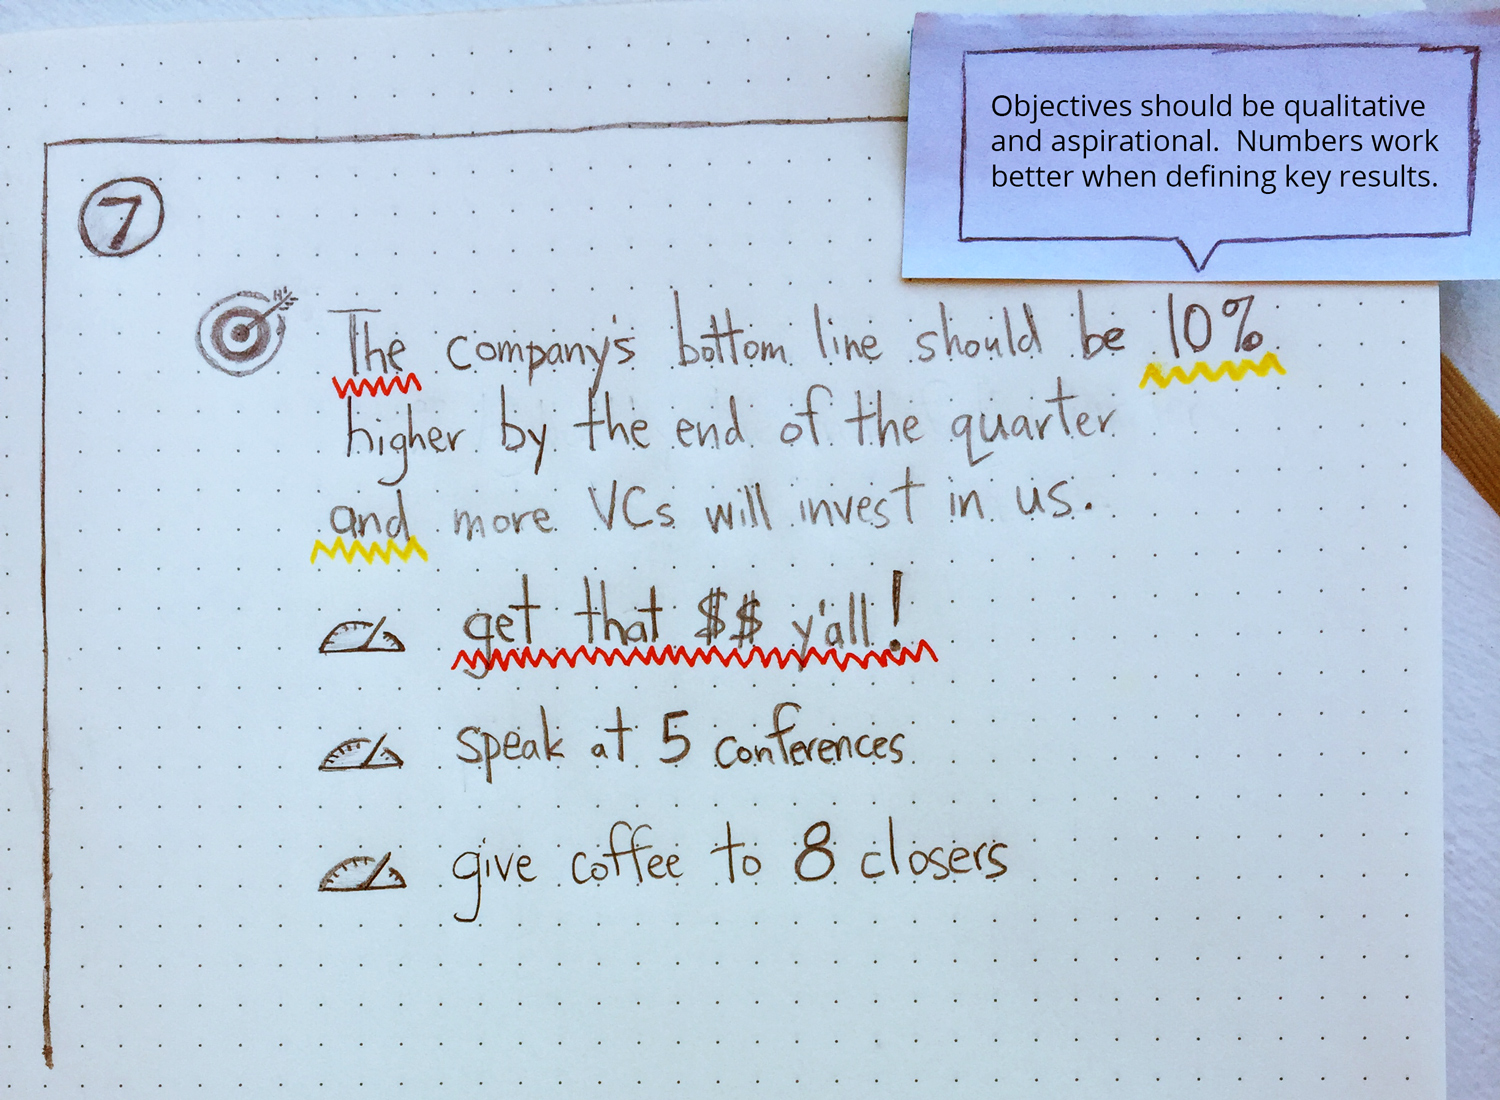 Objectives should be qualitative
and aspirational.  Numbers work
better when defining key results.
7
The company's bottom line should be 10%
higher by the end of the quarter
and more VCs will invest in us.
get that $$ y'all!
speak at 5 conferences
give coffee to 8 closers